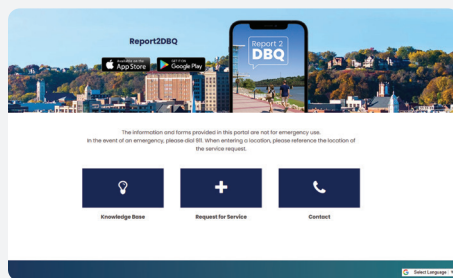 Report2DBQ
Available on the
App Store
GET IT ON
Google Play
Report 2
DBQ
The information and forms provided in this portal are not for emergency use.
In the event of an emergency, please dial 911. When entering a location, please reference the location of
the service request.
Knowledge Base
Request for Service
Contact
Select Language